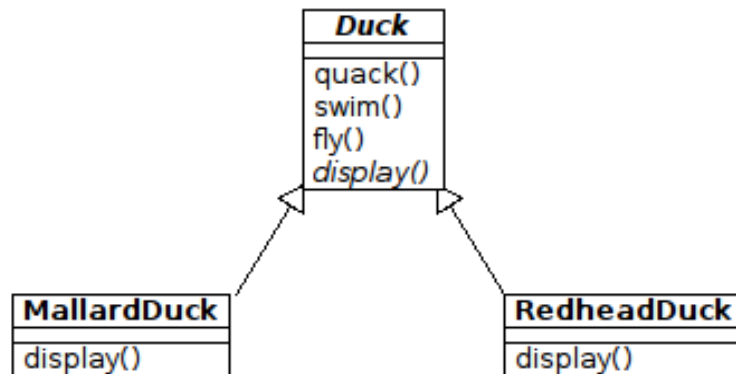 Duck
quack()
swim()
fly()
display()
MallardDuck
display()
RedheadDuck
display()